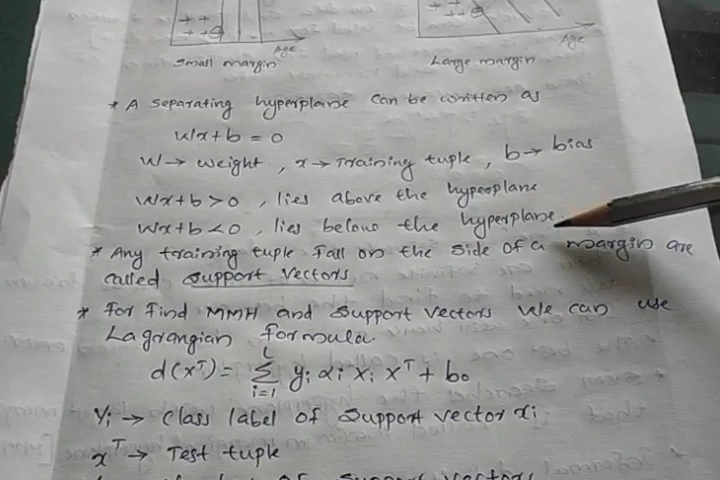 Age
Age
Small margin
Large margin
* A separating hyperplane can be written as
Wx+b = 0
W → weight , x → Training tuple , b → bias
Wx+b > 0 , lies above the hyperplane
Wx+b < 0 , lies below the hyperplane.
* Any training tuple fall on the side of a margin are
called support vectors
* For find MMH and support vectors we can use
Lagrangian formula
d(x^T) = Σ_{i=1}^{L} y_i α_i x_i x^T + b_0
Y_i → Class label of support vector x_i
x^T → Test tuple